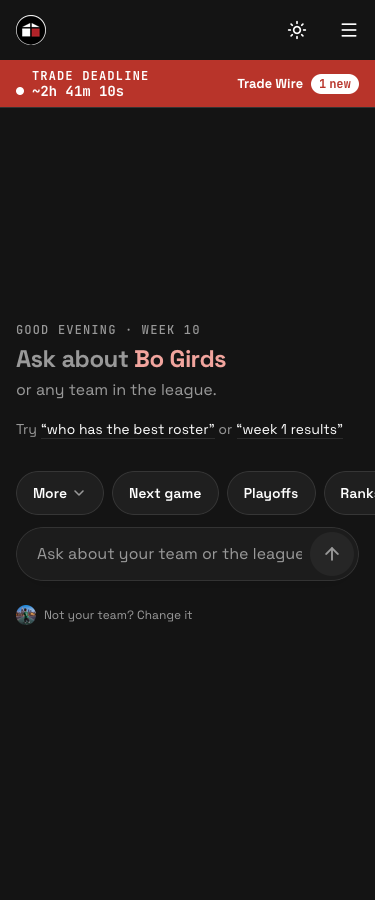 TRADE DEADLINE
~2h 41m 10s
Trade Wire 1 new
GOOD EVENING · WEEK 10
Ask about Bo Girds
or any team in the league.
Try “who has the best roster” or “week 1 results”
More Next game Playoffs Rank
Ask about your team or the league
Not your team? Change it